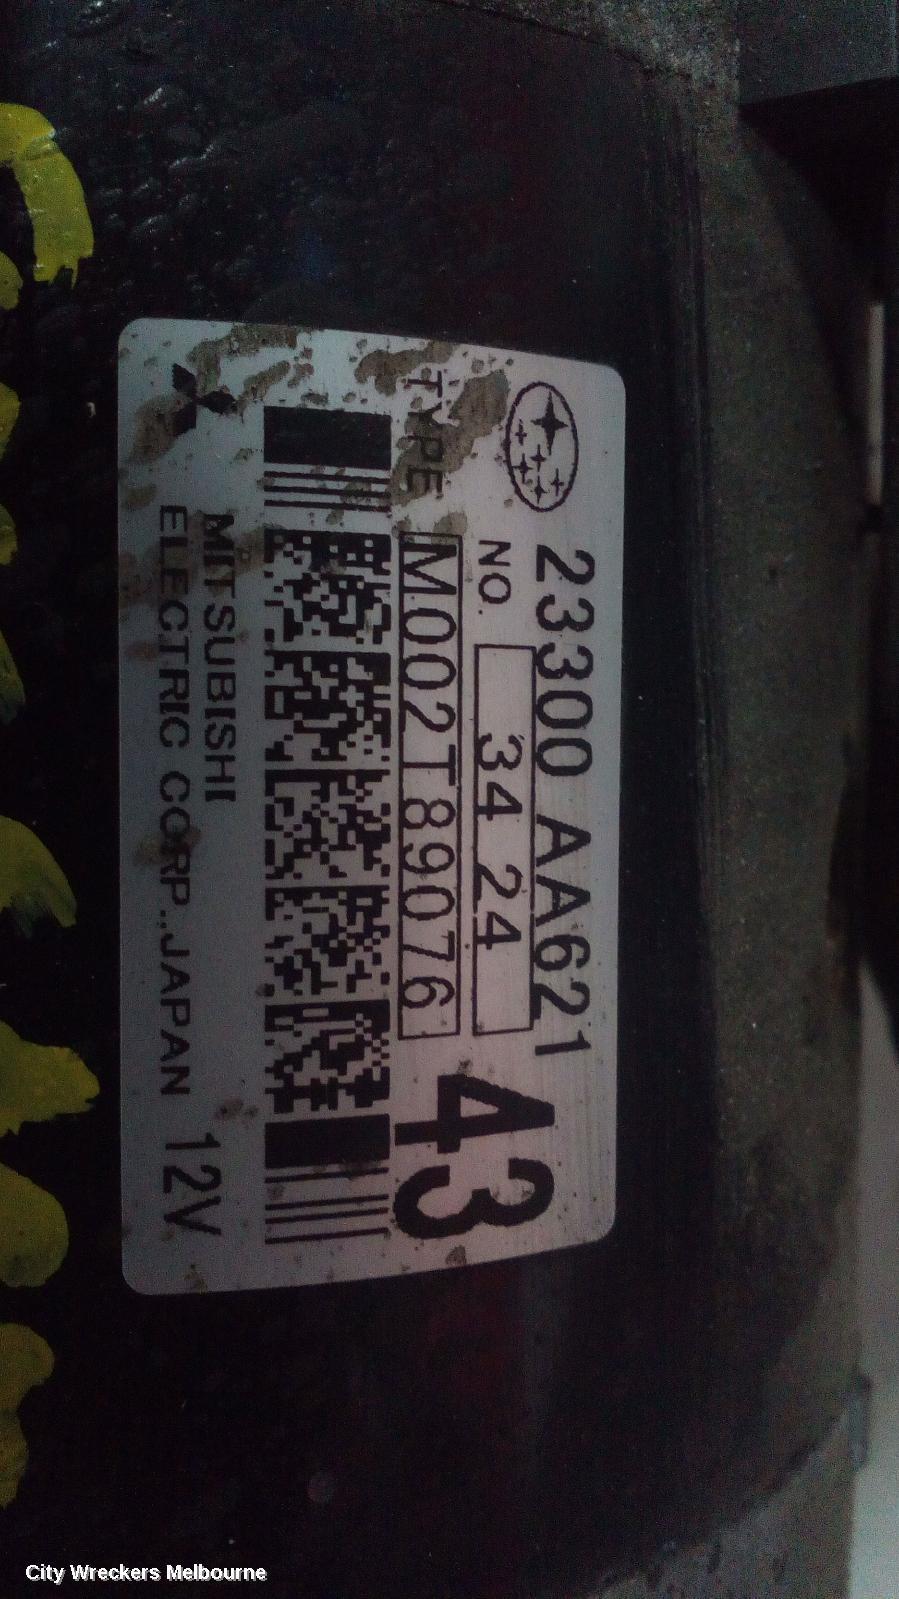 23300 AA621
NO. 34 24
43
TYPE M002T89076
MITSUBISHI
ELECTRIC CORP.,JAPAN 12V
City Wreckers Melbourne